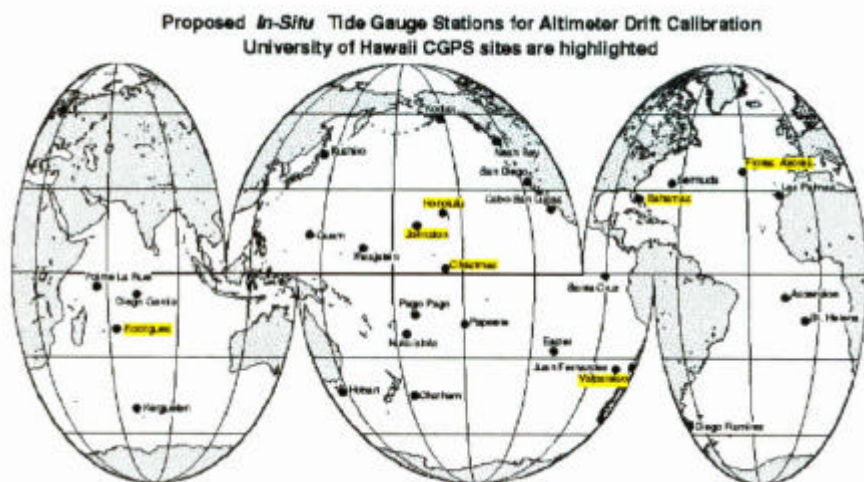 Proposed In-Situ Tide Gauge Stations for Altimeter Drift Calibration
University of Hawaii CGPS sites are highlighted
Kodiak
Neah Bay
Kushiro
San Diego
Cabo San Lucas
Honolulu
Johnston
Guam
Kwajalein
Christmas
Pago Pago
Papeete
Nuku'alofa
Hobart
Chatham
Easter
Juan Fernandez
Valparaiso
Santa Cruz
Pointe La Rue
Diego Garcia
Rodrigues
Kerguelen
Flores, Azores
Bermuda
Bahamas
Las Palmas
Ascension
St. Helena
Diego Ramirez